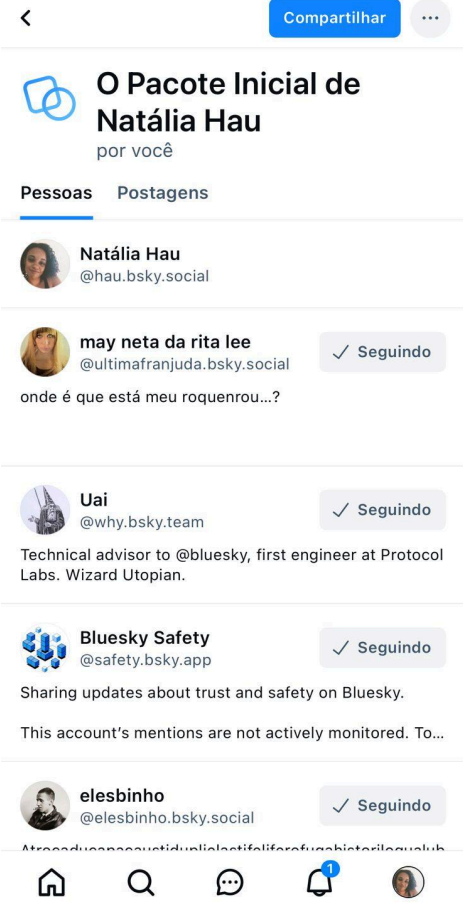 Compartilhar
O Pacote Inicial de
Natália Hau
por você
Pessoas Postagens
Natália Hau
@hau.bsky.social
may neta da rita lee
@ultimafranjuda.bsky.social
Seguindo
onde é que está meu roquenrou...?
Uai
@why.bsky.team
Seguindo
Technical advisor to @bluesky, first engineer at Protocol
Labs. Wizard Utopian.
Bluesky Safety
@safety.bsky.app
Seguindo
Sharing updates about trust and safety on Bluesky.
This account’s mentions are not actively monitored. To...
elesbinho
@elesbinho.bsky.social
Seguindo
1